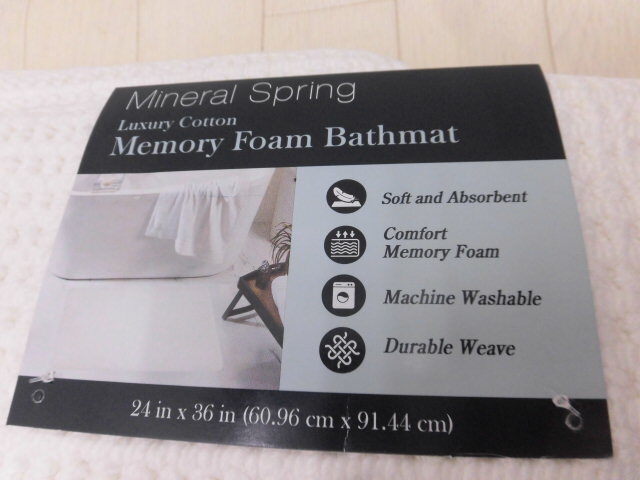 Mineral Spring
Luxury Cotton
Memory Foam Bathmat
Soft and Absorbent
Comfort
Memory Foam
Machine Washable
Durable Weave
24 in x 36 in (60.96 cm x 91.44 cm)